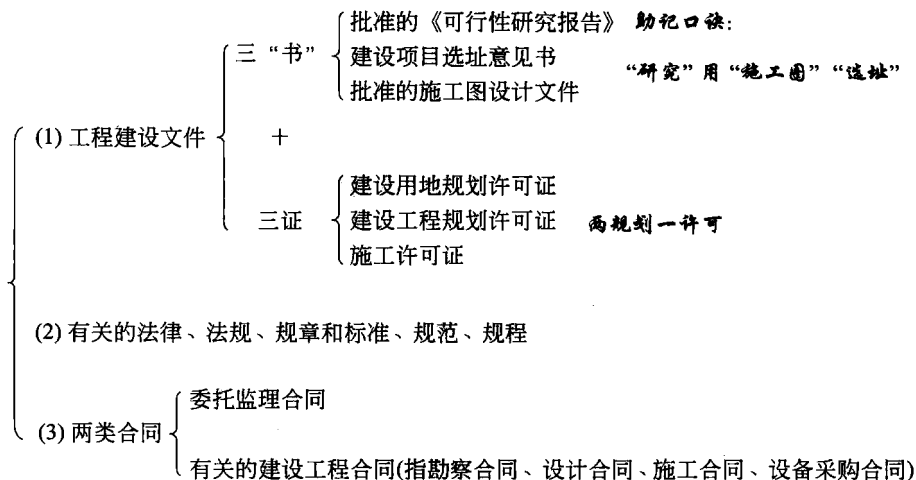 批准的《可行性研究报告》 助记口诀:
三“书” 建设项目选址意见书
“研究”用“施工图”“选址”
批准的施工图设计文件
(1) 工程建设文件 +
建设用地规划许可证
三证 建设工程规划许可证 两规划一许可
施工许可证
(2) 有关的法律、法规、规章和标准、规范、规程
委托监理合同
(3) 两类合同
有关的建设工程合同(指勘察合同、设计合同、施工合同、设备采购合同)